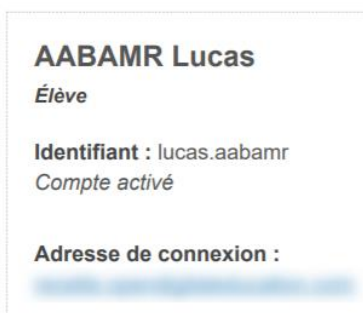 AABAMR Lucas
Élève
Identifiant : lucas.aabamr
Compte activé
Adresse de connexion :